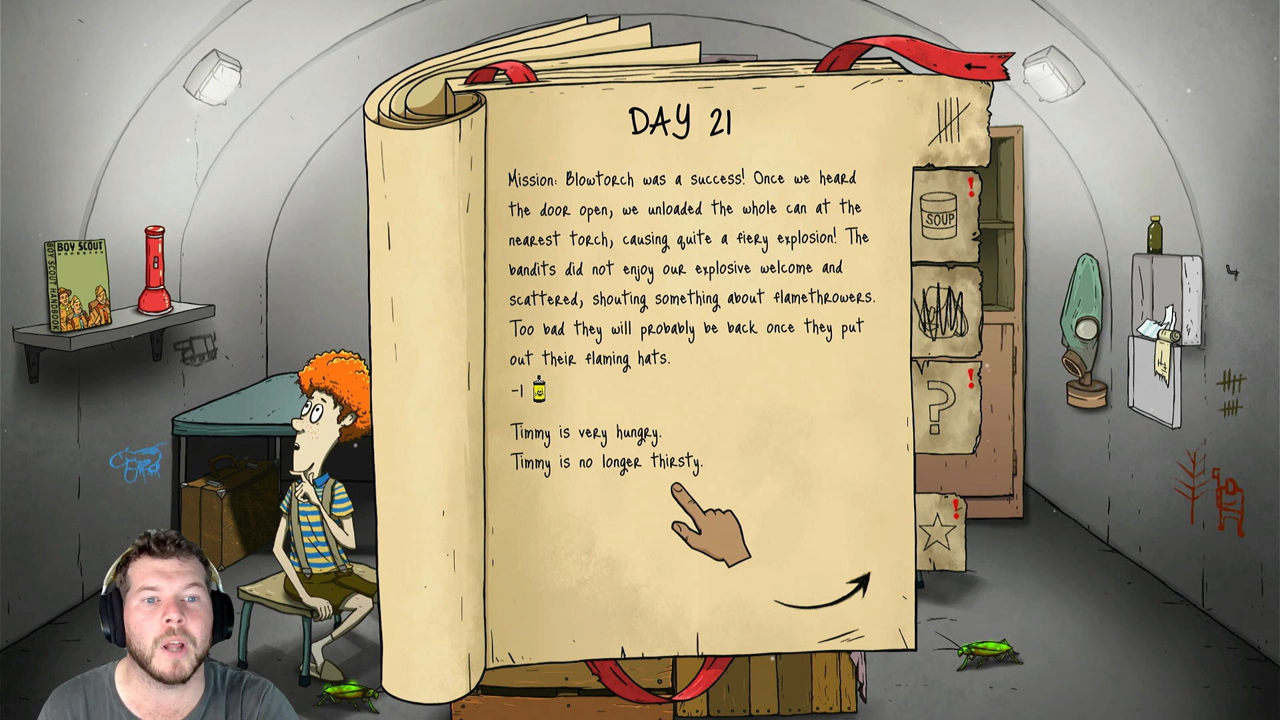 DAY 21
Mission: Blowtorch was a success! Once we heard
the door open, we unloaded the whole can at the
nearest torch, causing quite a fiery explosion! The
bandits did not enjoy our explosive welcome and
scattered, shouting something about flamethrowers.
Too bad they will probably be back once they put
out their flaming hats.
-1
Timmy is very hungry.
Timmy is no longer thirsty.
SOUP
!
!
?
!
BOY SCOUT
BOY SCOUT HANDBOOK